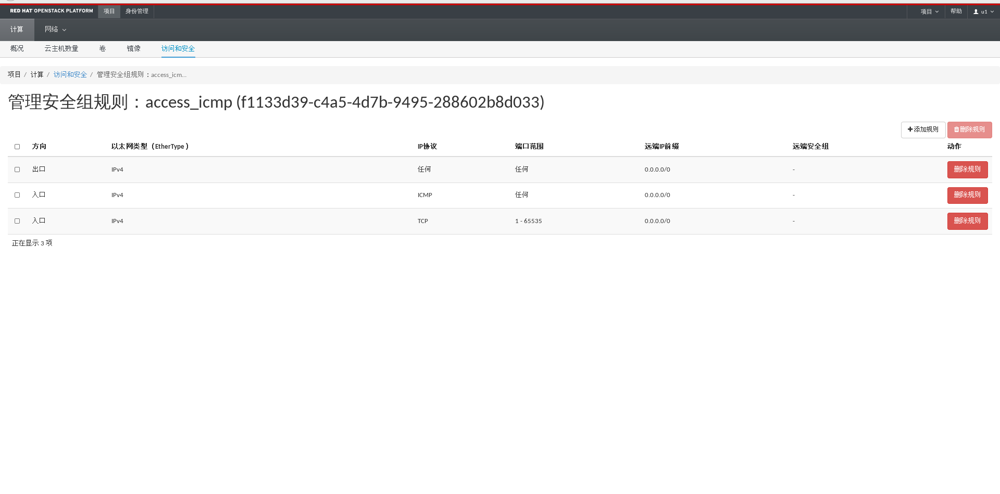 RED HAT OPENSTACK PLATFORM 项目 身份管理 项目 帮助 u1
计算 网络
概况 云主机数量 卷 镜像 访问和安全
项目 / 计算 / 访问和安全 / 管理安全组规则 ：access_icm...
管理安全组规则：access_icmp (f1133d39-c4a5-4d7b-9495-288602b8d033)
添加规则 删除规则
方向 以太网类型（EtherType） IP协议 端口范围 远端IP前缀 远端安全组 动作
出口 IPv4 任何 任何 0.0.0.0/0 - 删除规则
入口 IPv4 ICMP 任何 0.0.0.0/0 - 删除规则
入口 IPv4 TCP 1 - 65535 0.0.0.0/0 - 删除规则
正在显示 3 项